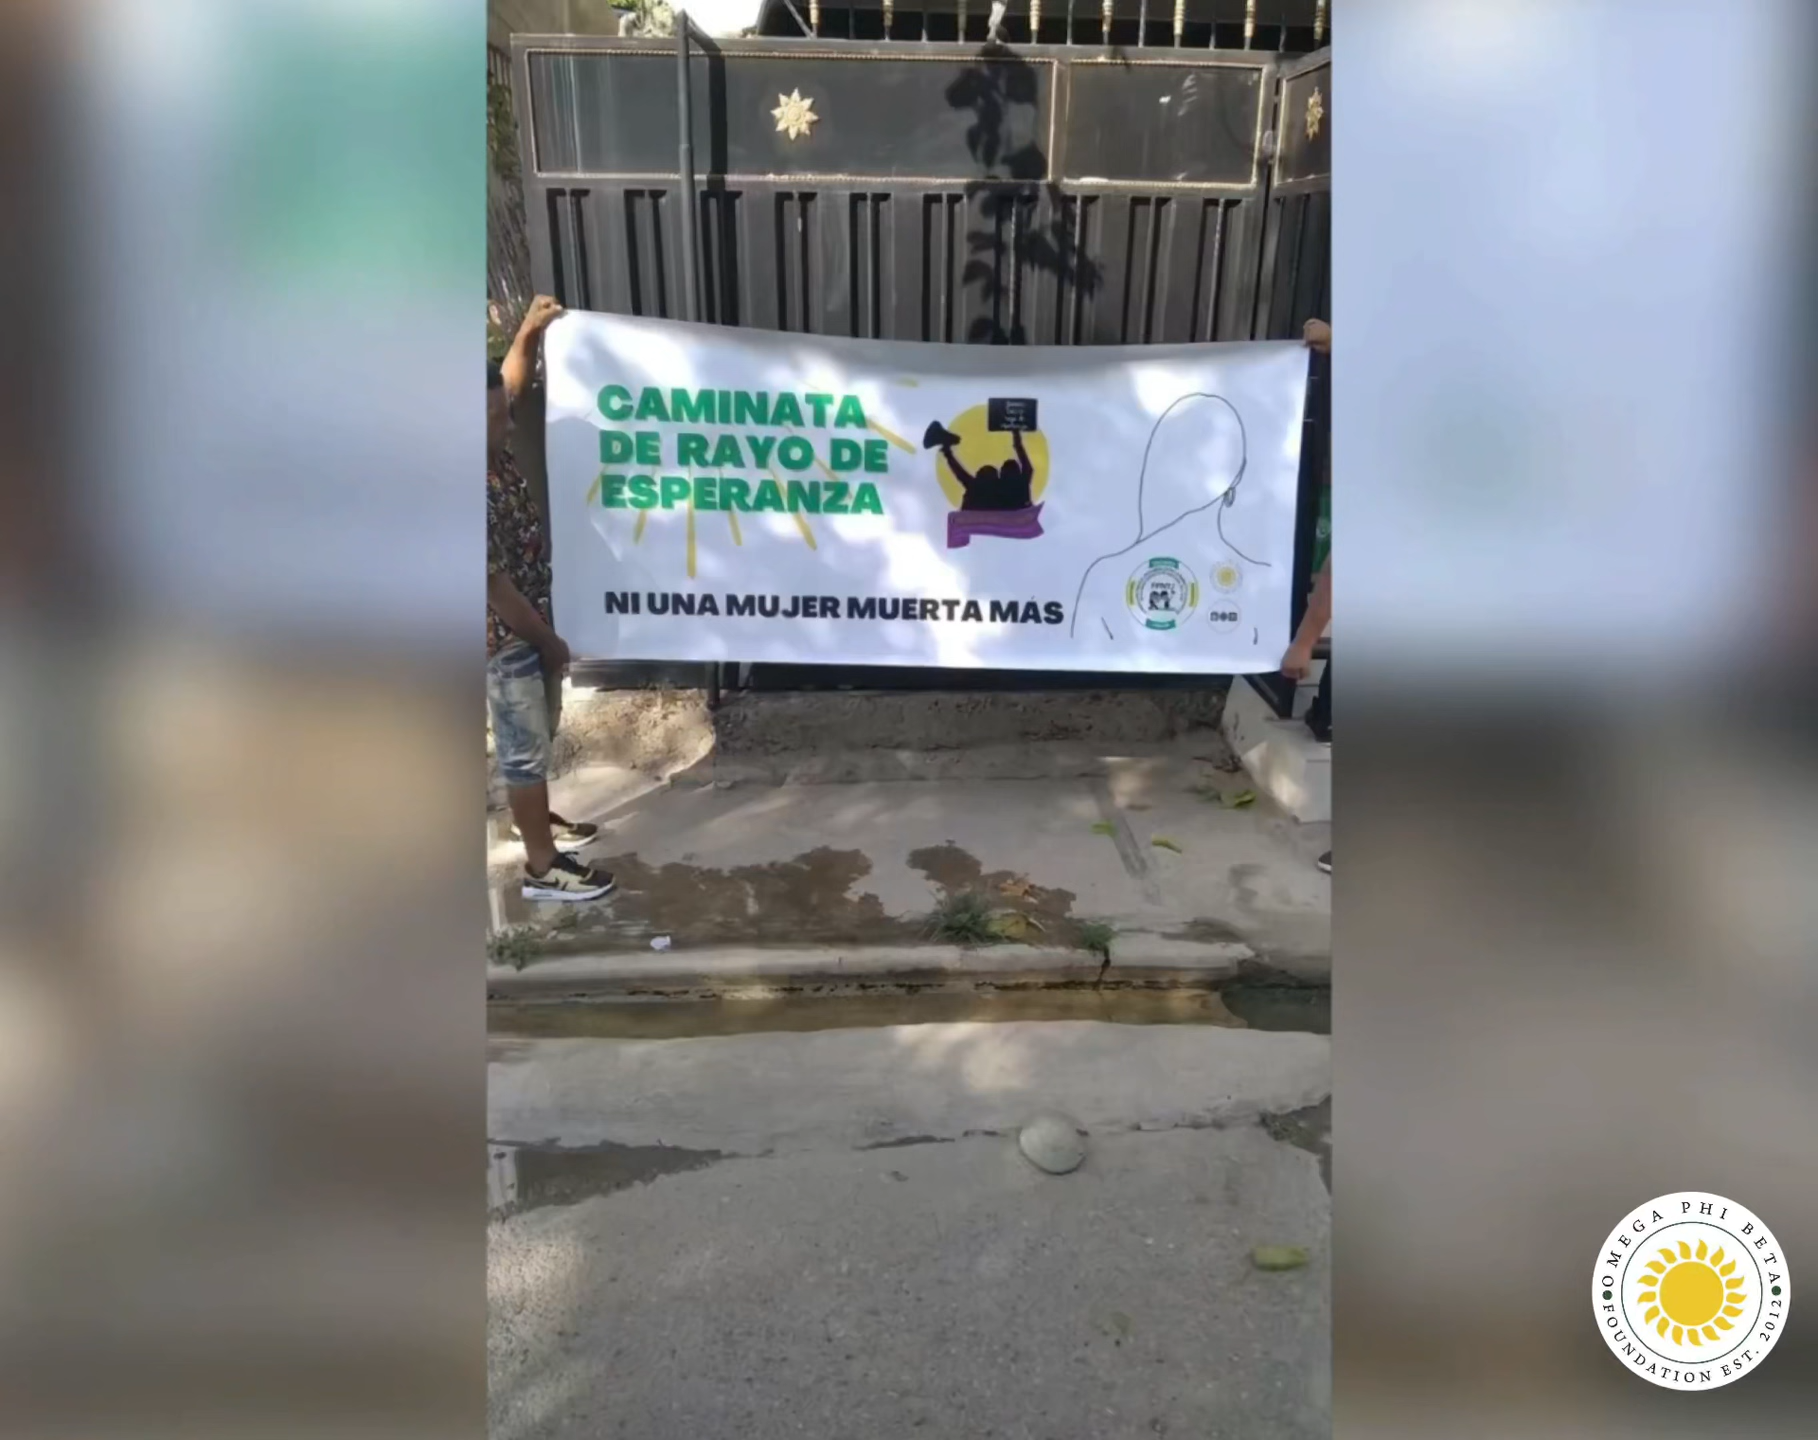 CAMINATA
DE RAYO DE
ESPERANZA
NI UNA MUJER MUERTA MÁS
OMEGA PHI BETA
FOUNDATION EST. 2012